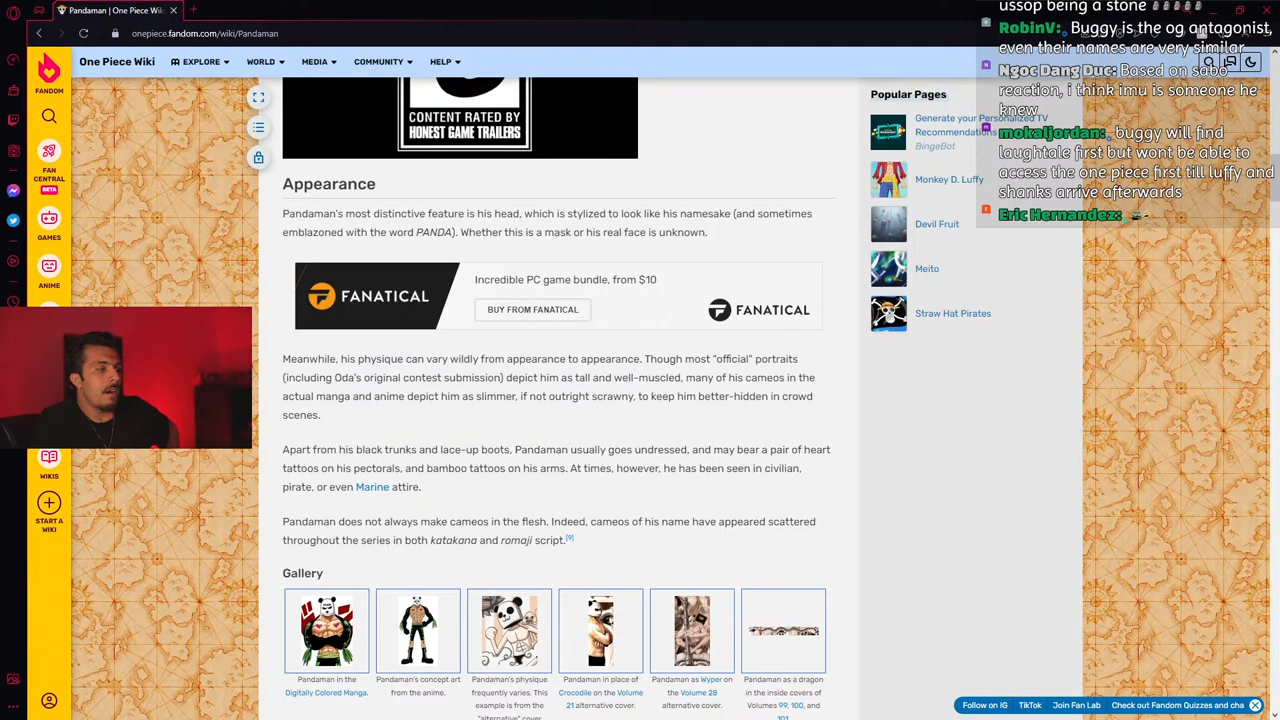 Pandaman | One Piece Wiki
onepiece.fandom.com/wiki/Pandaman
FANDOM
FAN
CENTRAL
BETA
GAMES
ANIME
WIKIS
START A
WIKI
One Piece Wiki
EXPLORE
WORLD
MEDIA
COMMUNITY
HELP
CONTENT RATED BY
HONEST GAME TRAILERS
Appearance
Pandaman's most distinctive feature is his head, which is stylized to look like his namesake (and sometimes
emblazoned with the word PANDA). Whether this is a mask or his real face is unknown.
FANATICAL
Incredible PC game bundle, from $10
BUY FROM FANATICAL
FANATICAL
Meanwhile, his physique can vary wildly from appearance to appearance. Though most "official" portraits
(including Oda's original contest submission) depict him as tall and well-muscled, many of his cameos in the
actual manga and anime depict him as slimmer, if not outright scrawny, to keep him better-hidden in crowd
scenes.
Apart from his black trunks and lace-up boots, Pandaman usually goes undressed, and may bear a pair of heart
tattoos on his pectorals, and bamboo tattoos on his arms. At times, however, he has been seen in civilian,
pirate, or even Marine attire.
Pandaman does not always make cameos in the flesh. Indeed, cameos of his name have appeared scattered
throughout the series in both katakana and romaji script.[9]
Gallery
Pandaman in the
Digitally Colored Manga.
Pandaman's concept art
from the anime.
Pandaman's physique
frequently varies. This
example is from the
"alternative" cover
Pandaman in place of
Crocodile on the Volume
21 alternative cover.
Pandaman as Wyper on
the Volume 28
alternative cover.
Pandaman as a dragon
in the inside covers of
Volumes 99, 100, and
101
Popular Pages
Generate your Personalized TV
Recommendations
BingeBot
Monkey D. Luffy
Devil Fruit
Meito
Straw Hat Pirates
ussop being a stone
RobinV: Buggy is the og antagonist,
even their names are very similar
Ngoc Dang Duc: Based on sabo
reaction, i think imu is someone he
knew
mokaljordan: buggy will find
laughtale first but wont be able to
access the one piece first till luffy and
shanks arrive afterwards
Eric Hernandez:
Follow on IG
TikTok
Join Fan Lab
Check out Fandom Quizzes and cha